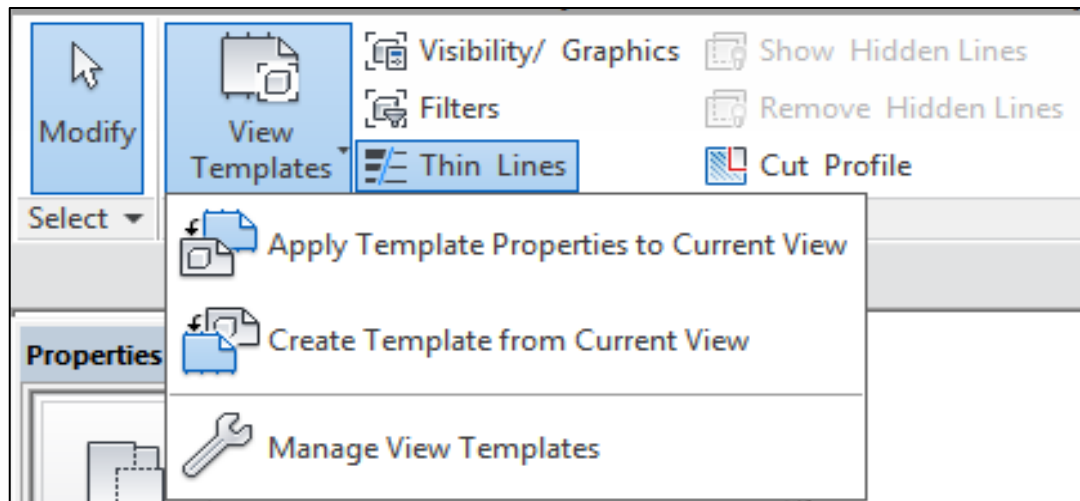 Modify
Select
View
Templates
Visibility/ Graphics
Filters
Thin Lines
Show Hidden Lines
Remove Hidden Lines
Cut Profile
Apply Template Properties to Current View
Create Template from Current View
Manage View Templates
Properties